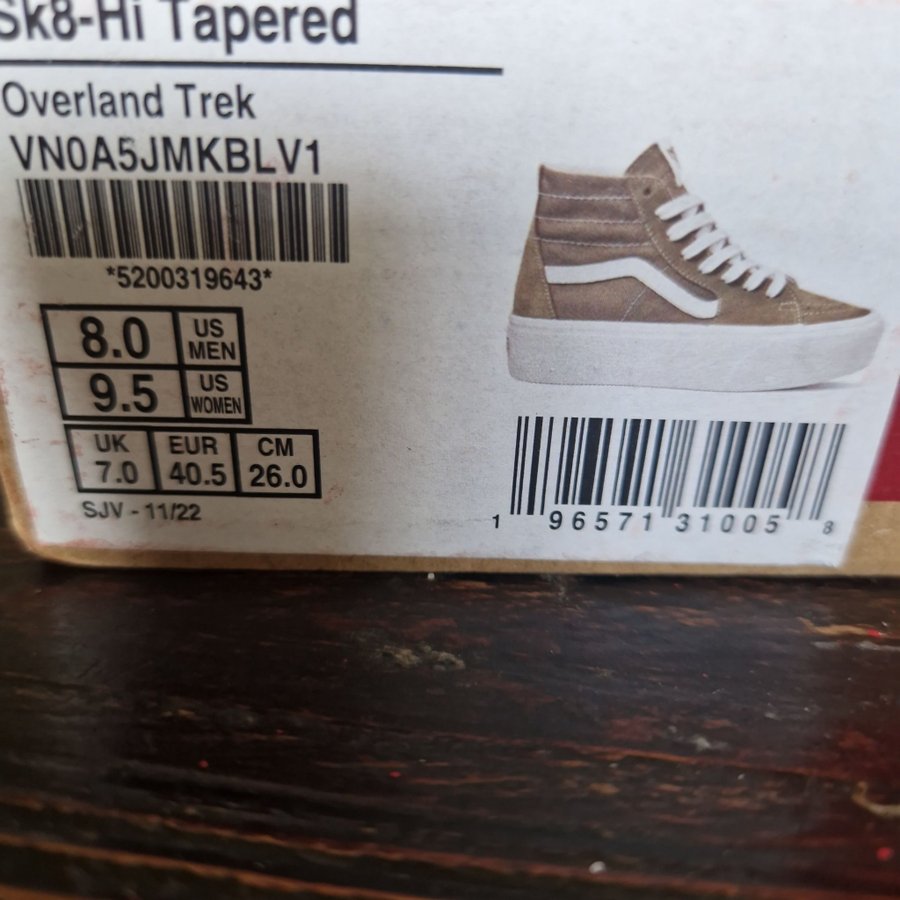 Sk8-Hi Tapered
Overland Trek
VN0A5JMKBLV1
*5200319643*
8.0 US MEN
9.5 US WOMEN
UK 7.0 EUR 40.5 CM 26.0
SJV - 11/22
1 96571 31005 8